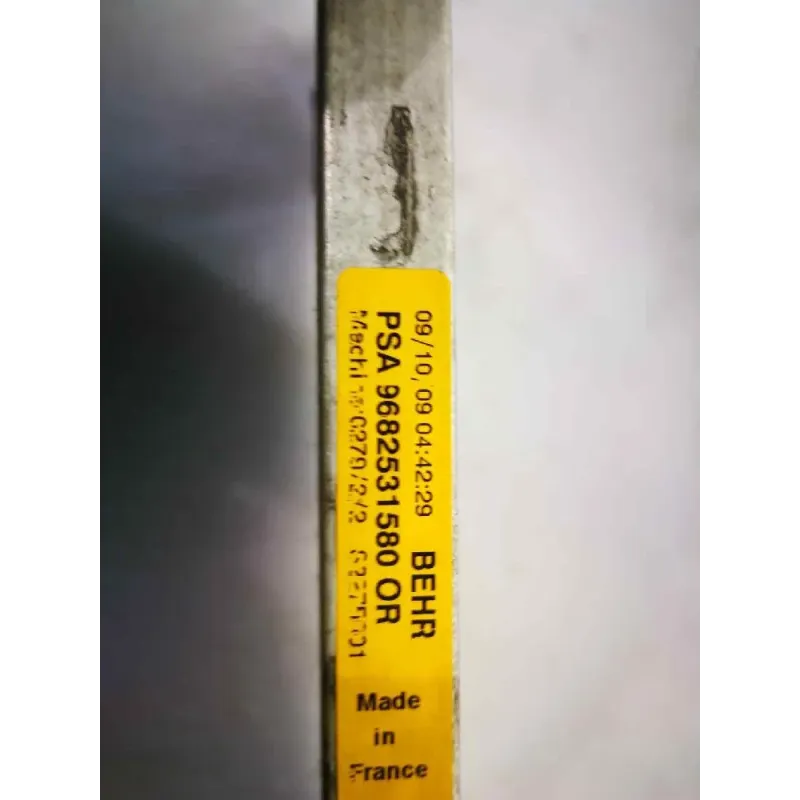 09/10, 09 04:42:29 BEHR
PSA 9682531580 OR
Made
in
France